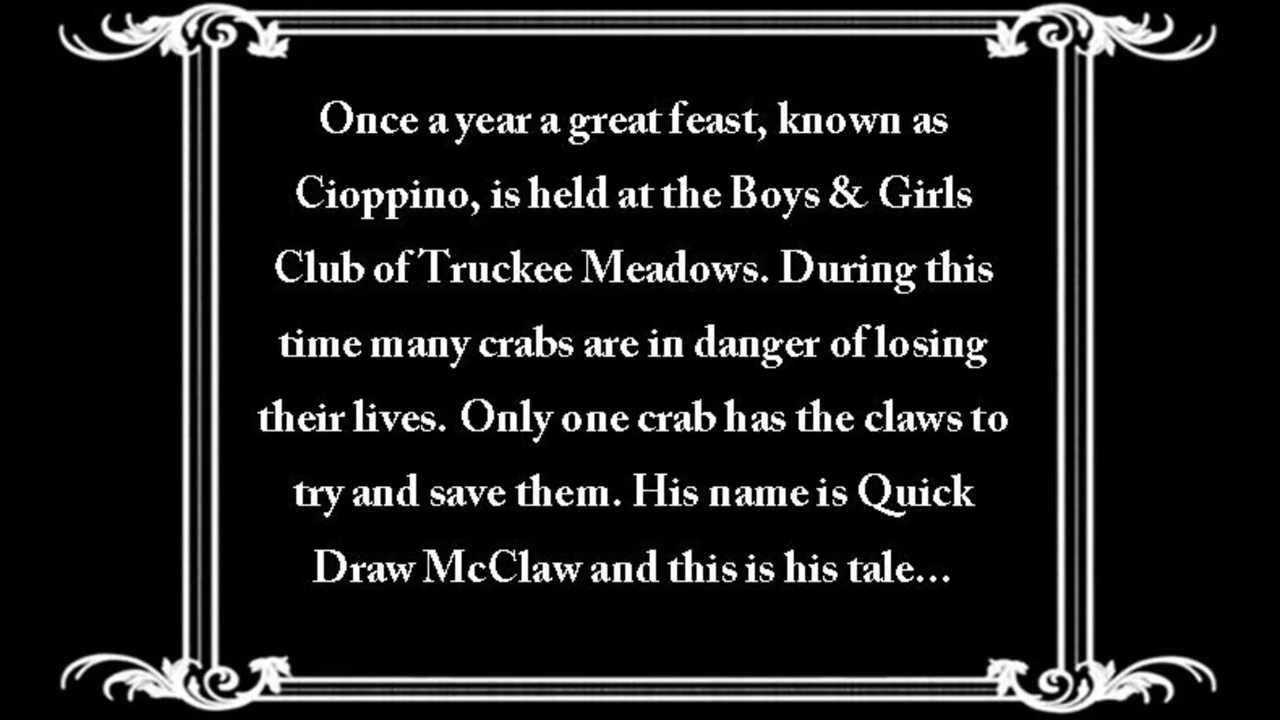 Once a year a great feast, known as
Cioppino, is held at the Boys & Girls
Club of Truckee Meadows. During this
time many crabs are in danger of losing
their lives. Only one crab has the claws to
try and save them. His name is Quick
Draw McClaw and this is his tale...